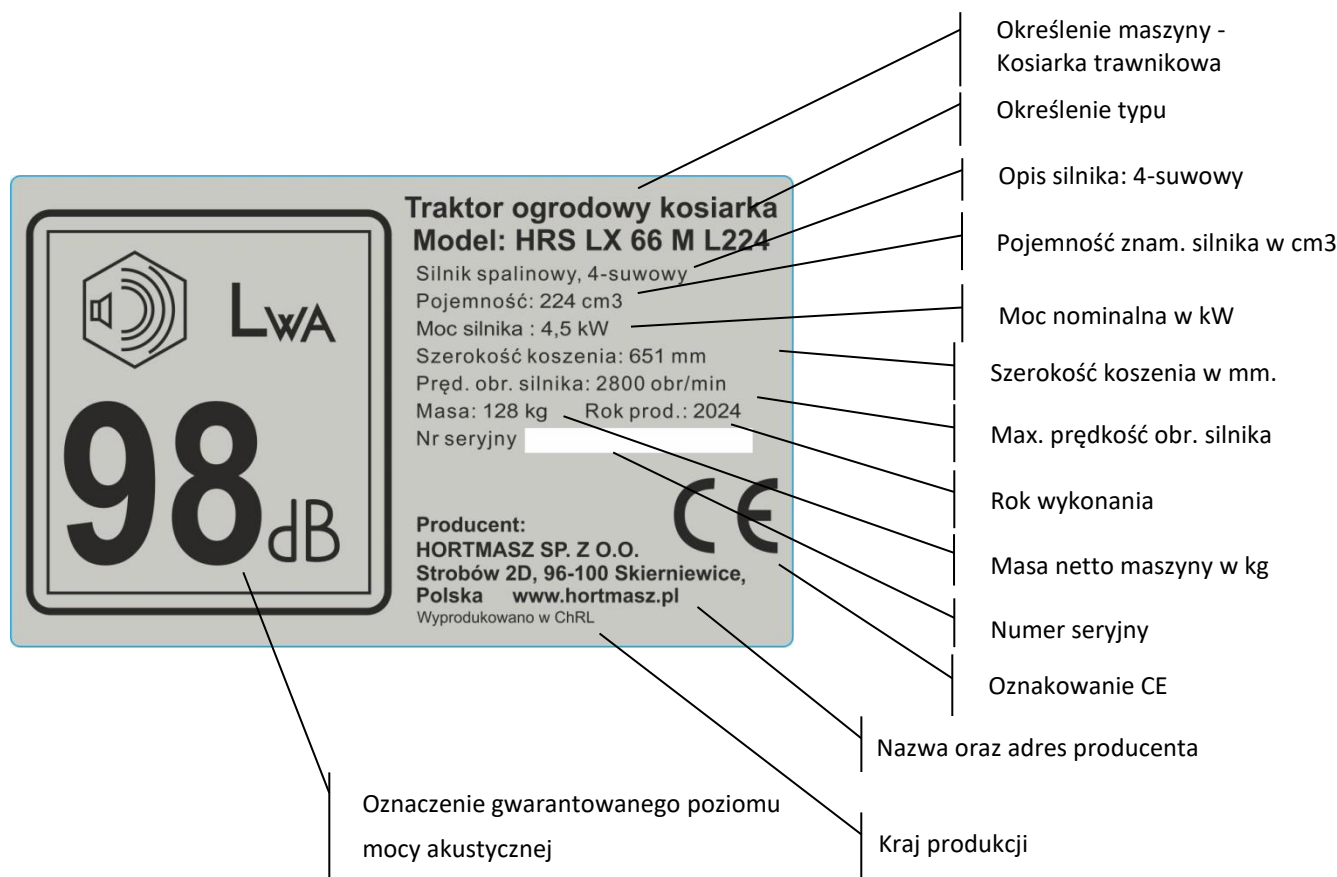 Określenie maszyny -
Kosiarka trawnikowa
Określenie typu
Opis silnika: 4-suwowy
Pojemność znam. silnika w cm3
Moc nominalna w kW
Szerokość koszenia w mm.
Max. prędkość obr. silnika
Rok wykonania
Masa netto maszyny w kg
Numer seryjny
Oznakowanie CE
Nazwa oraz adres producenta
Kraj produkcji
Oznaczenie gwarantowanego poziomu
mocy akustycznej
LWA
98 dB
Traktor ogrodowy kosiarka
Model: HRS LX 66 M L224
Silnik spalinowy, 4-suwowy
Pojemność: 224 cm3
Moc silnika : 4,5 kW
Szerokość koszenia: 651 mm
Pręd. obr. silnika: 2800 obr/min
Masa: 128 kg Rok prod.: 2024
Nr seryjny
CE
Producent:
HORTMASZ SP. Z O.O.
Strobów 2D, 96-100 Skierniewice,
Polska www.hortmasz.pl
Wyprodukowano w ChRL